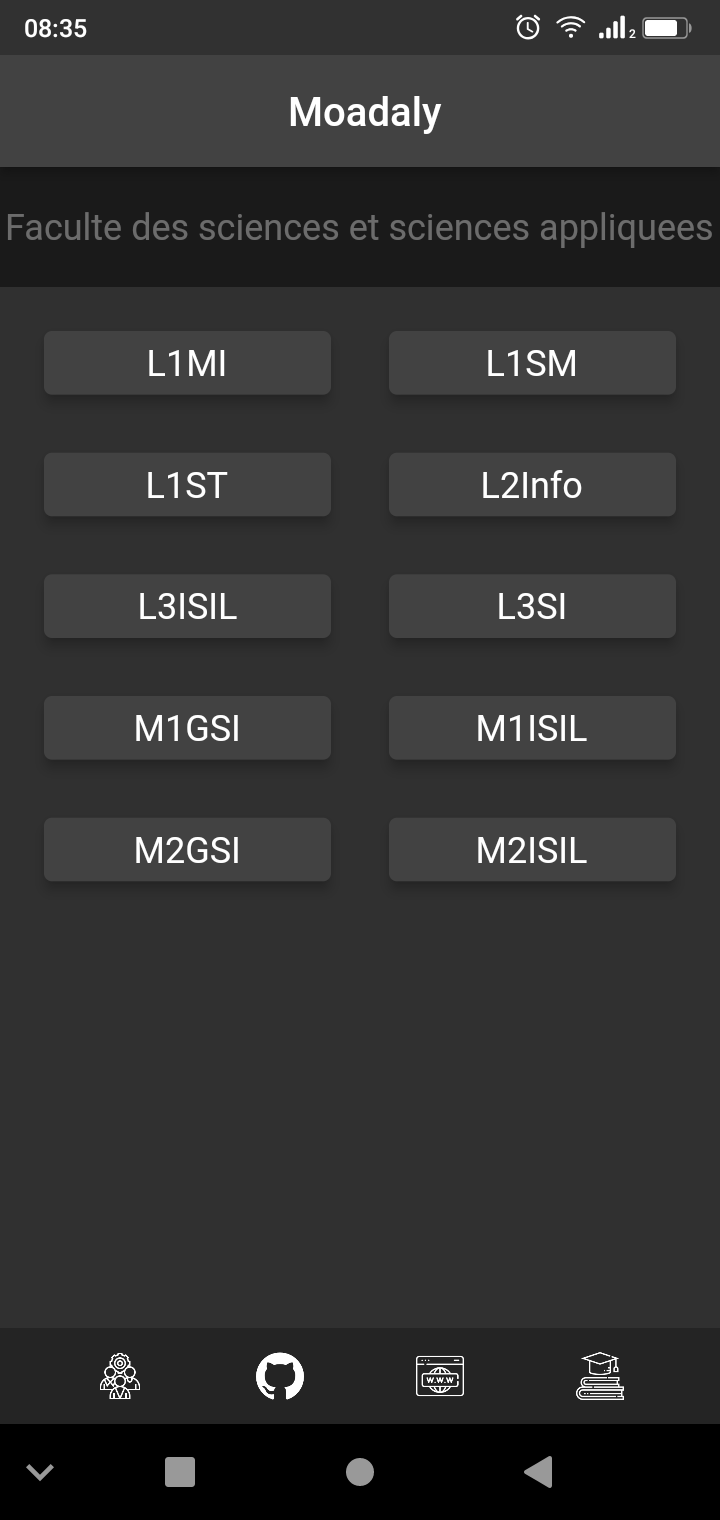 08:35
2
Moadaly
Faculte des sciences et sciences appliquees
L1MI
L1SM
L1ST
L2Info
L3ISIL
L3SI
M1GSI
M1ISIL
M2GSI
M2ISIL
W.W.W